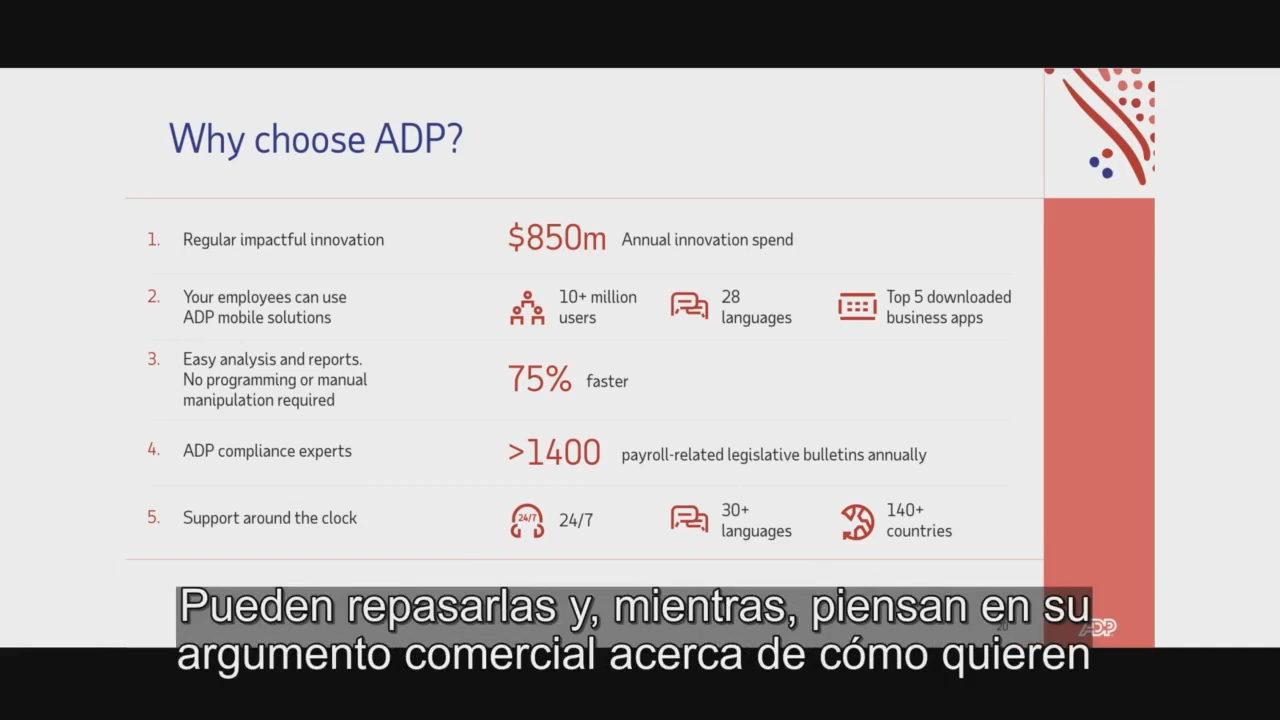 Why choose ADP?
1. Regular impactful innovation
$850m Annual innovation spend
2. Your employees can use
ADP mobile solutions
10+ million
users
28
languages
Top 5 downloaded
business apps
3. Easy analysis and reports.
No programming or manual
manipulation required
75% faster
4. ADP compliance experts
>1400 payroll-related legislative bulletins annually
5. Support around the clock
24/7
24/7
30+
languages
140+
countries
ADP
Pueden repasarlas y, mientras, piensan en su
argumento comercial acerca de cómo quieren